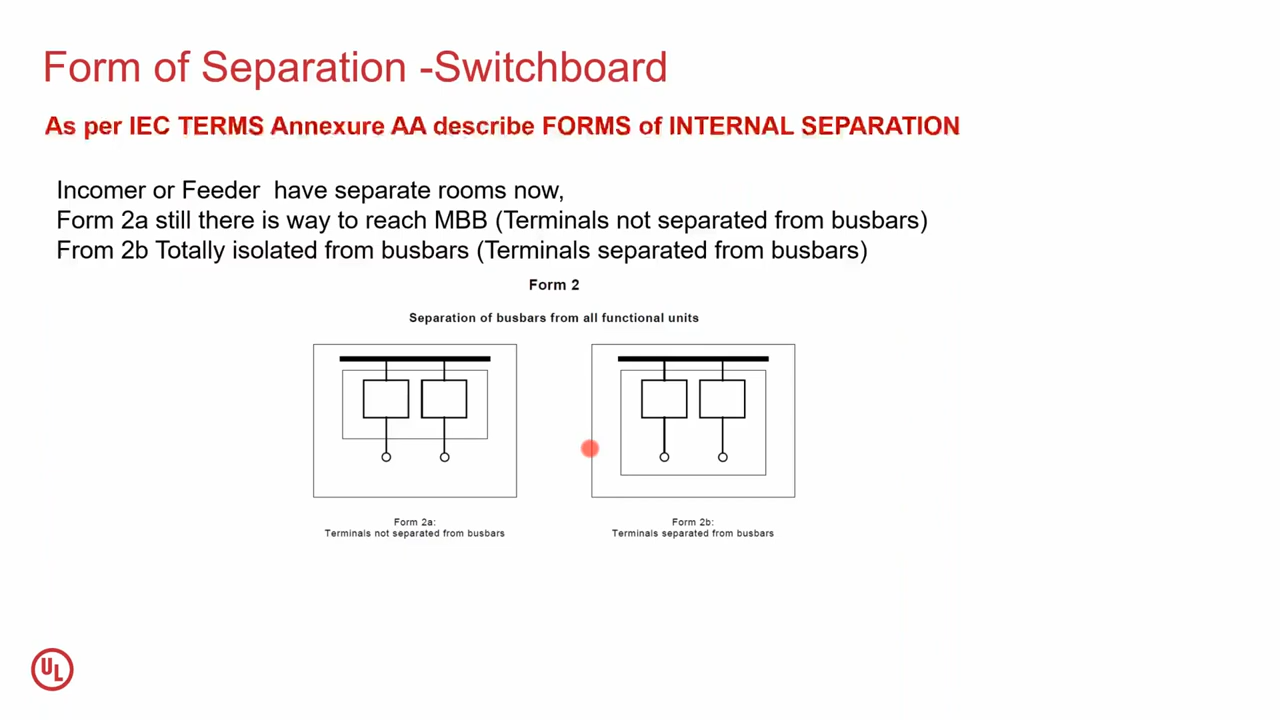 Form of Separation -Switchboard
As per IEC TERMS Annexure AA describe FORMS of INTERNAL SEPARATION
Incomer or Feeder  have separate rooms now,
Form 2a still there is way to reach MBB (Terminals not separated from busbars)
From 2b Totally isolated from busbars (Terminals separated from busbars)
Form 2
Separation of busbars from all functional units
Form 2a:
Terminals not separated from busbars
Form 2b:
Terminals separated from busbars
UL